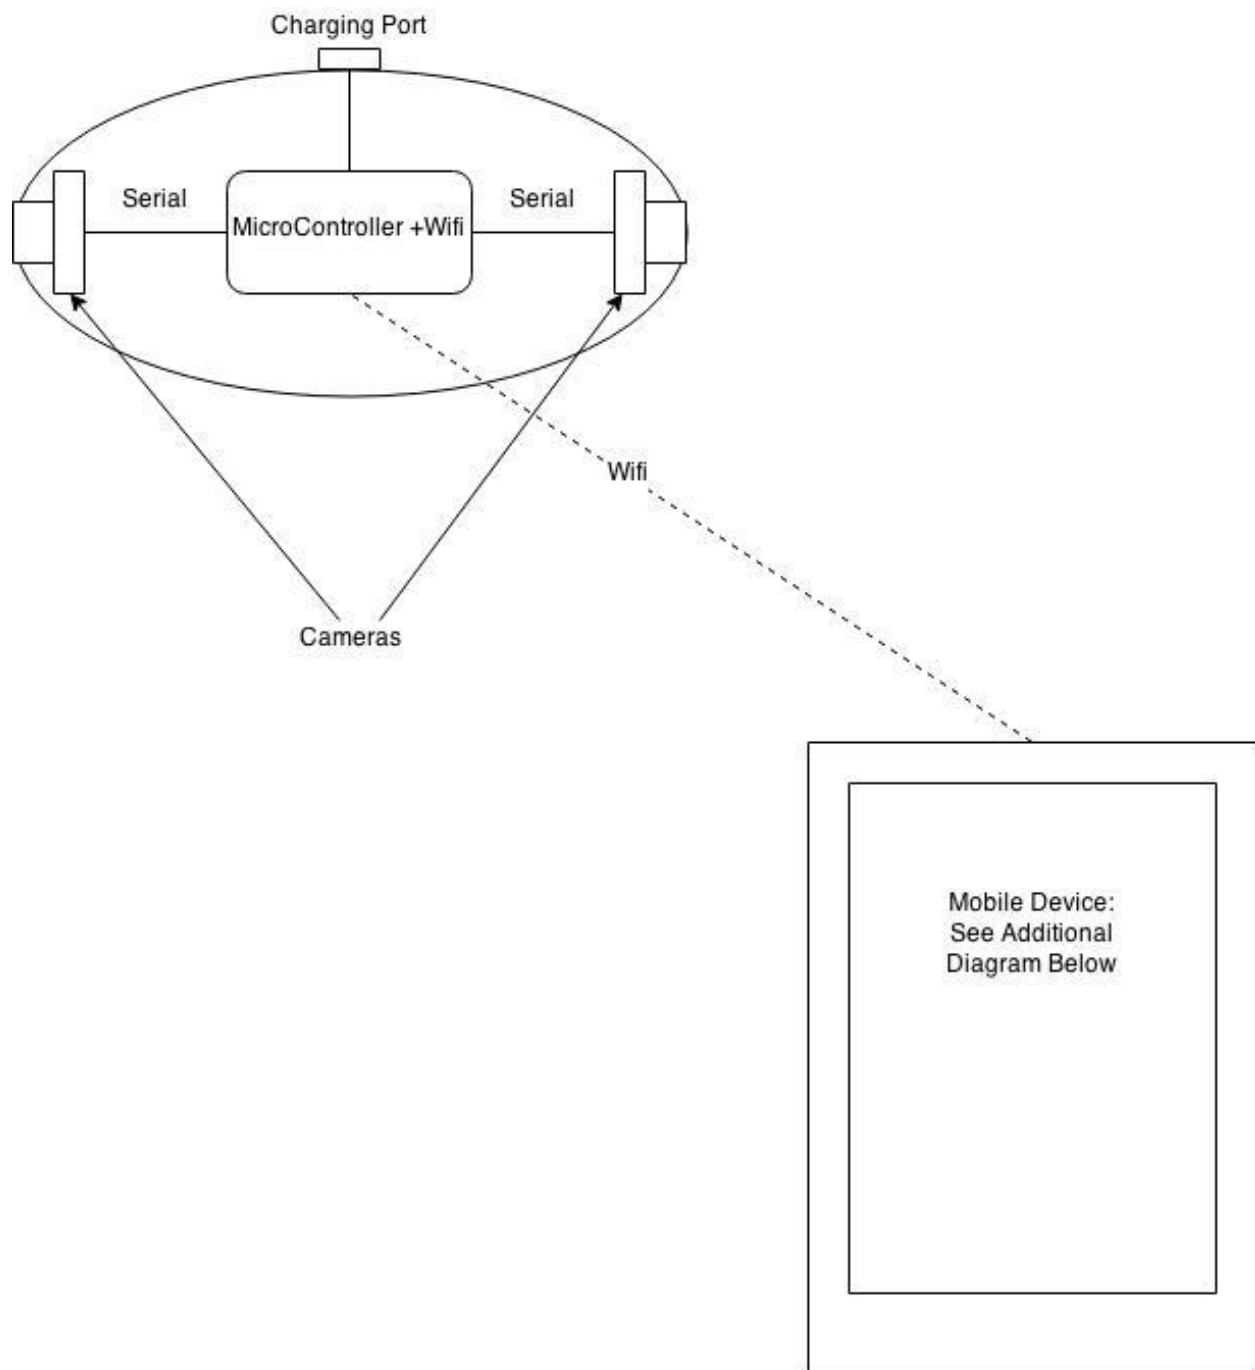 Charging Port
Serial
Serial
MicroController +Wifi
Wifi
Cameras
Mobile Device:
See Additional
Diagram Below